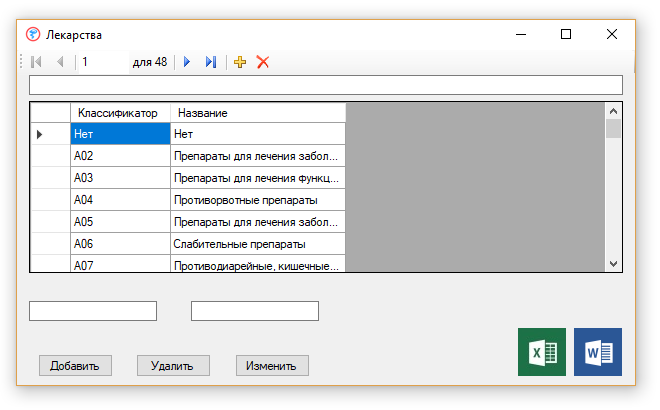 Лекарства
1 для 48
Классификатор Название
Нет Нет
A02 Препараты для лечения забол...
A03 Препараты для лечения функц...
A04 Противорвотные препараты
A05 Препараты для лечения забол...
A06 Слабительные препараты
A07 Противодиарейные, кишечные...
X W
Добавить Удалить Изменить